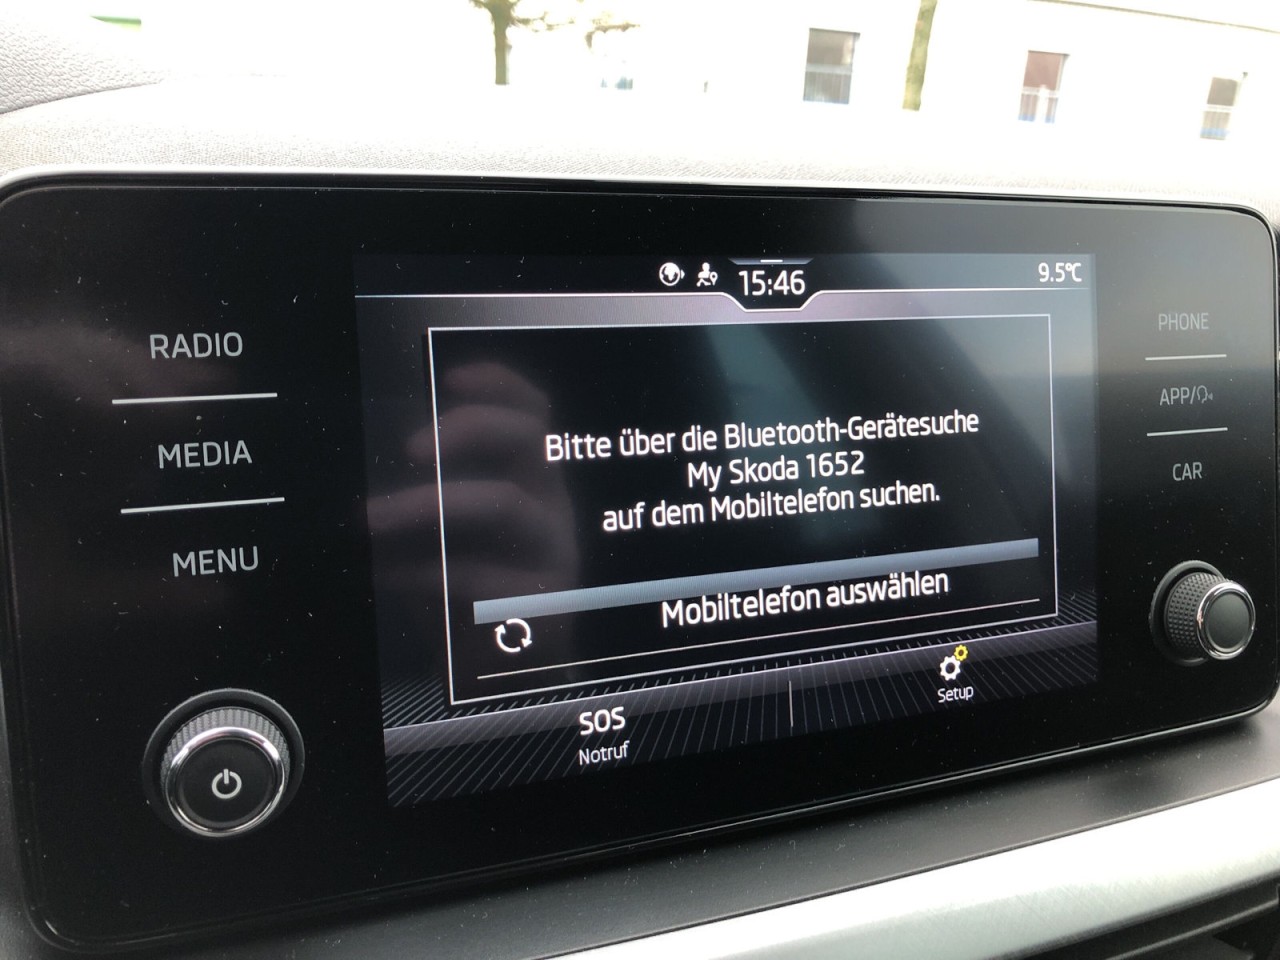 15:46
9.5°C
RADIO
MEDIA
MENU
Bitte über die Bluetooth-Gerätesuche
My Skoda 1652
auf dem Mobiltelefon suchen.
Mobiltelefon auswählen
SOS
Notruf
Setup
PHONE
APP/
CAR